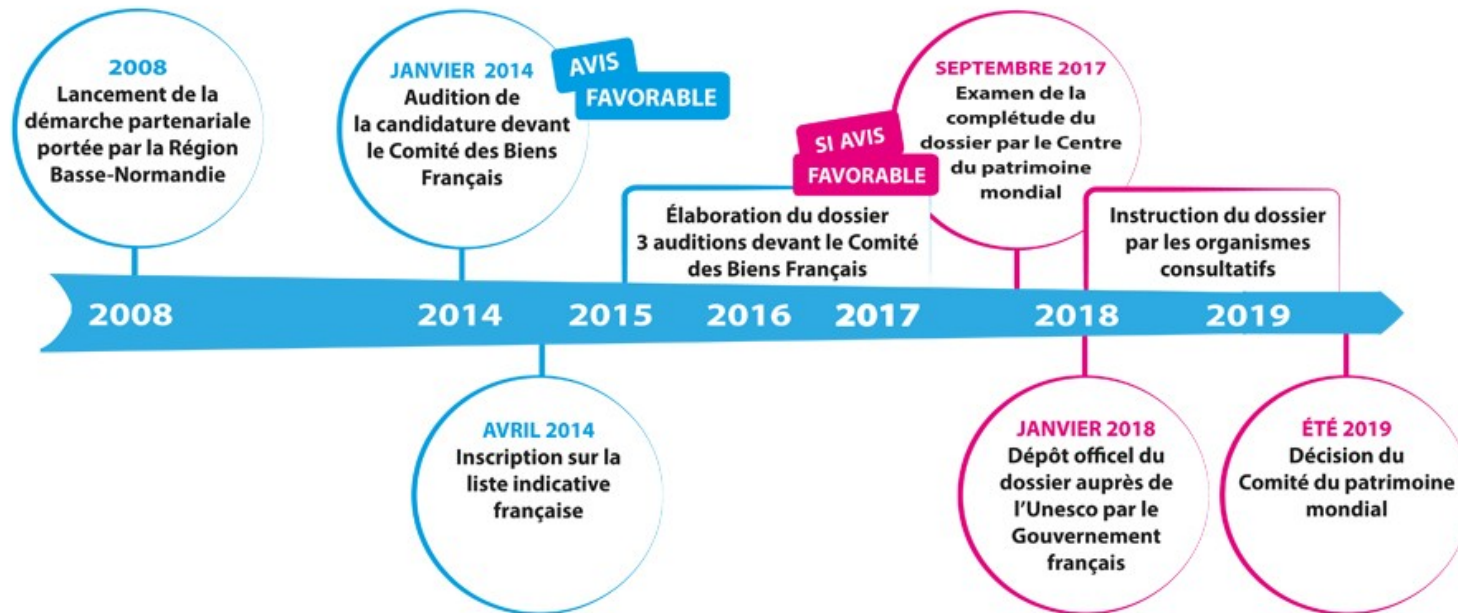 2008
Lancement de la
démarche partenariale
portée par la Région
Basse-Normandie
JANVIER 2014
Audition de
la candidature devant
le Comité des Biens
Français
AVIS
FAVORABLE
Élaboration du dossier
3 auditions devant le Comité
des Biens Français
SI AVIS
FAVORABLE
SEPTEMBRE 2017
Examen de la
complétude du
dossier par le Centre
du patrimoine
mondial
Instruction du dossier
par les organismes
consultatifs
2008
2014
2015
2016
2017
2018
2019
AVRIL 2014
Inscription sur la
liste indicative
française
JANVIER 2018
Dépôt officel du
dossier auprès de
l'Unesco par le
Gouvernement
français
ÉTÉ 2019
Décision du
Comité du patrimoine
mondial